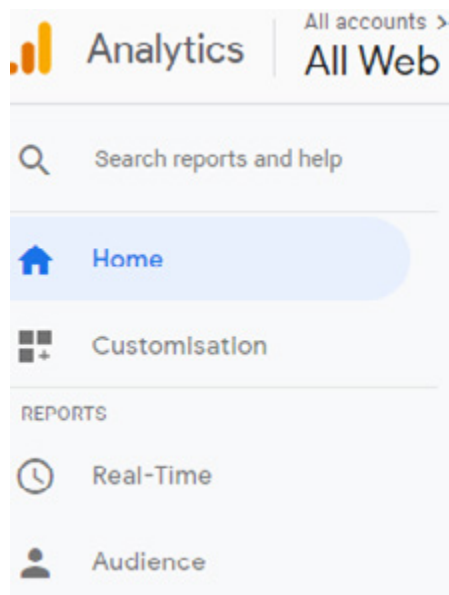 Analytics
All accounts >
All Web
Search reports and help
Home
Customisation
REPORTS
Real-Time
Audience